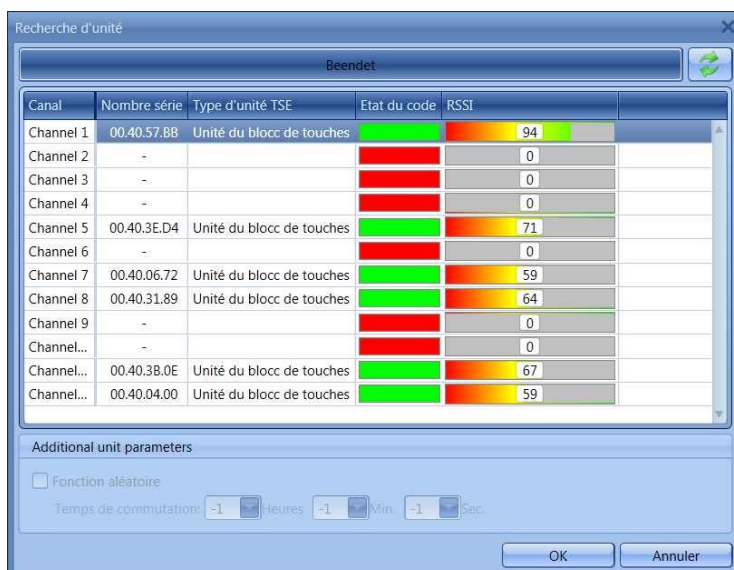 Recherche d'unité
Beendet
Canal Nombre série Type d'unité TSE Etat du code RSSI
Channel 1 00.40.57.BB Unité du blocc de touches 94
Channel 2 - 0
Channel 3 - 0
Channel 4 - 0
Channel 5 00.40.3E.D4 Unité du blocc de touches 71
Channel 6 - 0
Channel 7 00.40.06.72 Unité du blocc de touches 59
Channel 8 00.40.31.89 Unité du blocc de touches 64
Channel 9 - 0
Channel... - 0
Channel... 00.40.3B.0E Unité du blocc de touches 67
Channel... 00.40.04.00 Unité du blocc de touches 59
Additional unit parameters
Fonction aléatoire
Temps de commutation: -1 Heures -1 Min. -1 Sec.
OK Annuler